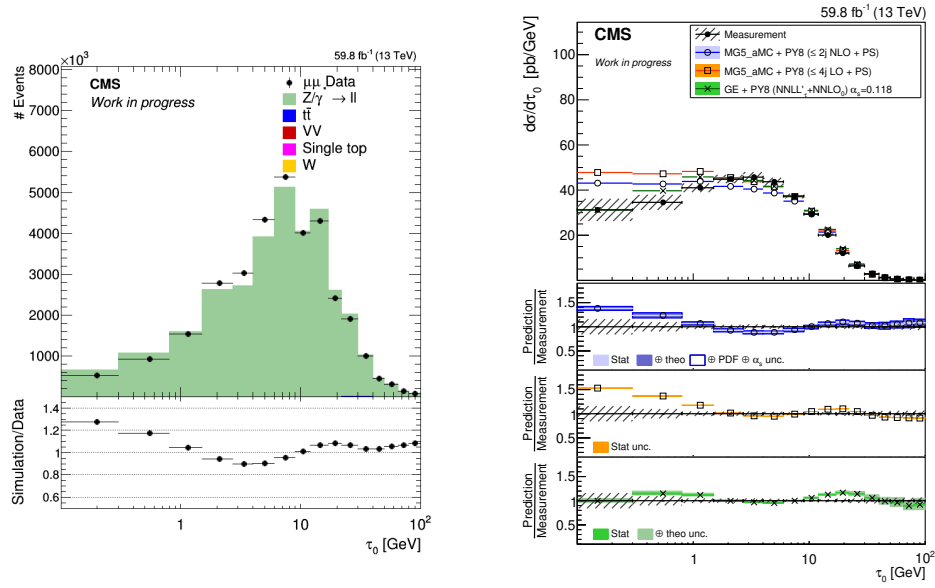 59.8 fb⁻¹ (13 TeV)
×10³
CMS
Work in progress
# Events
8000
7000
6000
5000
4000
3000
2000
1000
μμ Data
Z/γ* → ll
tt̄
VV
Single top
W
Simulation/Data
1.4
1.2
1
0.8
0.6
1
10
10²
τ₀ [GeV]
59.8 fb⁻¹ (13 TeV)
CMS
Work in progress
dσ/dτ₀ [pb/GeV]
100
80
60
40
20
Measurement
MG5_aMC + PY8 (≤ 2j NLO + PS)
MG5_aMC + PY8 (≤ 4j LO + PS)
GE + PY8 (NNLL'τ+NNLO₀) αₛ=0.118
Prediction
Measurement
1.5
1
0.5
Stat ⊕ theo ⊕ PDF ⊕ αₛ unc.
Prediction
Measurement
1.5
1
0.5
Stat unc.
Prediction
Measurement
1.5
1
0.5
Stat ⊕ theo unc.
1
10
10²
τ₀ [GeV]